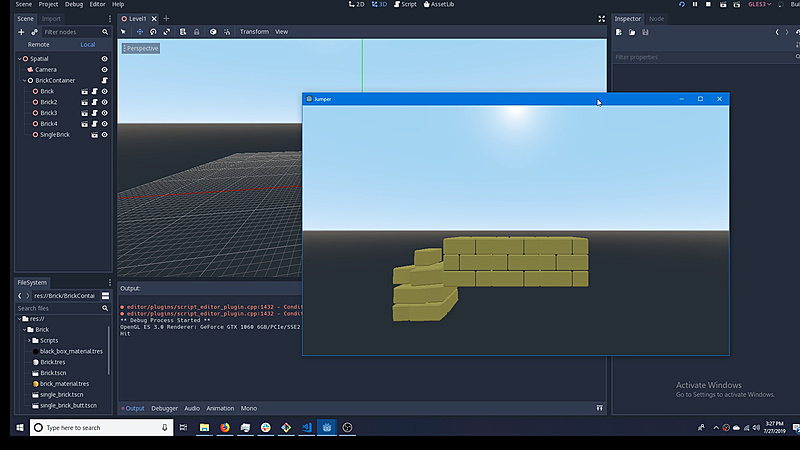 Scene Project Debug Editor Help
2D 3D Script AssetLib
GLES3
Scene Import
Filter nodes
Remote Local
Spatial
Camera
BrickContainer
Brick
Brick2
Brick3
Brick4
SingleBrick
Level1
Transform View
Perspective
Inspector Node
Filter properties
Jumper
FileSystem
res://Brick/BrickContai
Search files
res://
Brick
Scripts
black_box_material.tres
Brick.tres
Brick.tscn
brick_material.tres
single_brick.tscn
single_brick_butt.tscn
Output:
editor/plugins/script_editor_plugin.cpp:1432 - Condit
editor/plugins/script_editor_plugin.cpp:1432 - Condit
** Debug Process Started **
OpenGL ES 3.0 Renderer: GeForce GTX 1060 6GB/PCIe/SSE2
Hit
Output Debugger Audio Animation Mono
Activate Windows
Go to Settings to activate Windows.
Type here to search
3:27 PM
7/27/2019